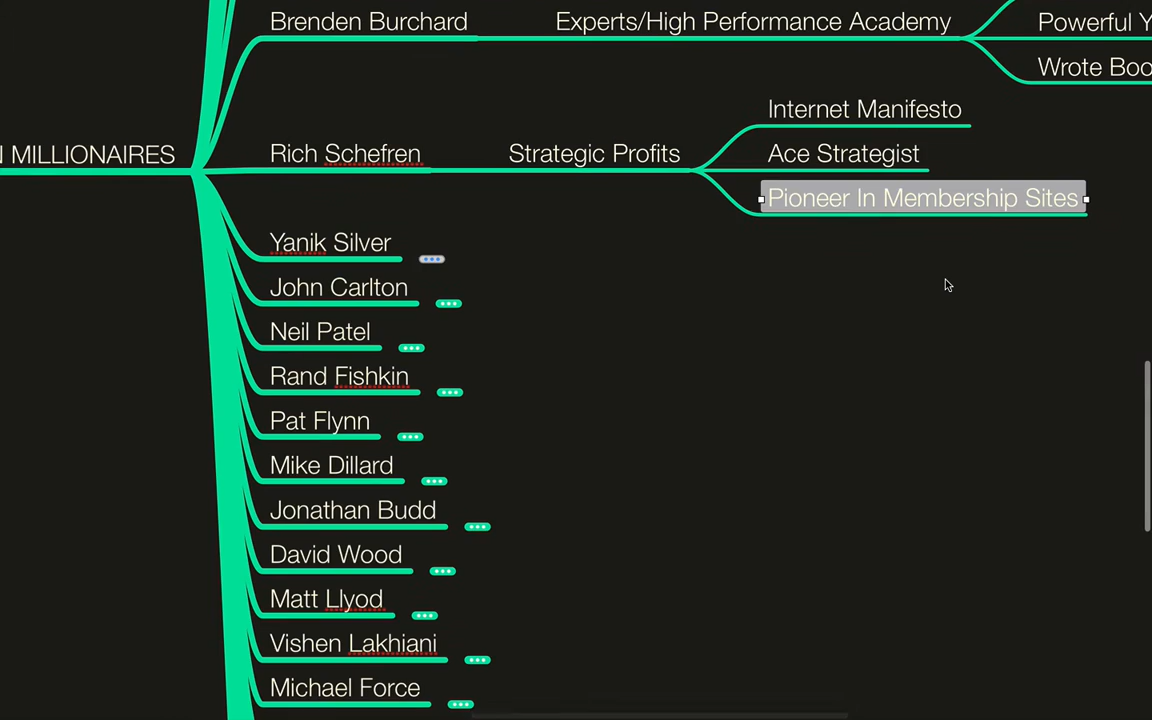 Brenden Burchard
Experts/High Performance Academy
Powerful Y
Wrote Boo
N MILLIONAIRES
Rich Schefren
Strategic Profits
Internet Manifesto
Ace Strategist
Pioneer In Membership Sites
Yanik Silver
John Carlton
Neil Patel
Rand Fishkin
Pat Flynn
Mike Dillard
Jonathan Budd
David Wood
Matt Llyod
Vishen Lakhiani
Michael Force